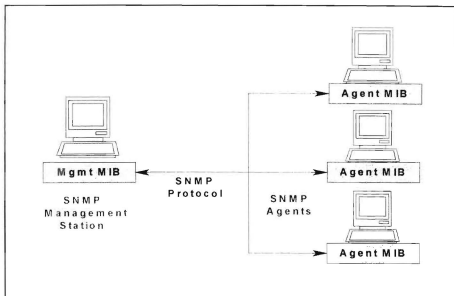 Agent MIB
Mgmt MIB
SNMP
Protocol
SNMP
Management
Station
Agent MIB
SNMP
Agents
Agent MIB